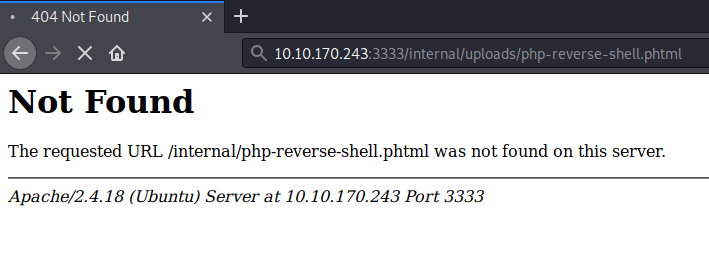 404 Not Found
10.10.170.243:3333/internal/uploads/php-reverse-shell.phtml
Not Found
The requested URL /internal/php-reverse-shell.phtml was not found on this server.
Apache/2.4.18 (Ubuntu) Server at 10.10.170.243 Port 3333